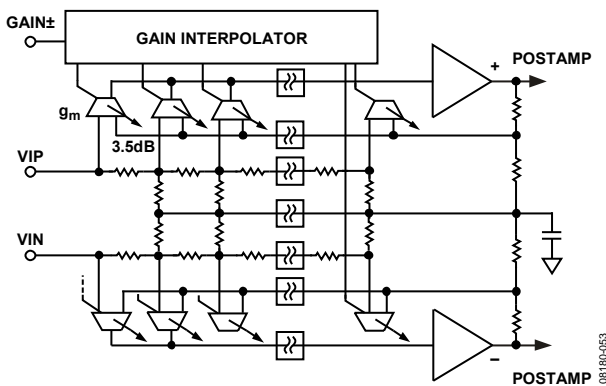 GAIN±
GAIN INTERPOLATOR
+
POSTAMP
gm
3.5dB
VIP
VIN
–
POSTAMP
08180-053